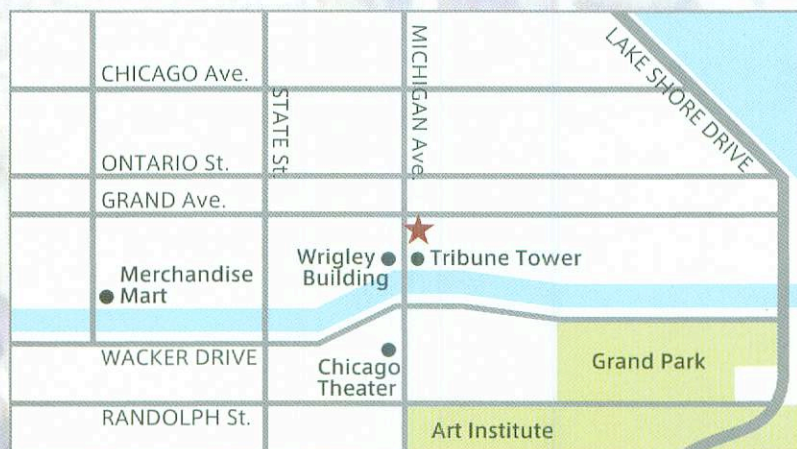 CHICAGO Ave.
ONTARIO St.
GRAND Ave.
STATE St.
MICHIGAN Ave.
LAKE SHORE DRIVE
Wrigley
Building
Tribune Tower
Merchandise
Mart
WACKER DRIVE
Chicago
Theater
Grand Park
RANDOLPH St.
Art Institute